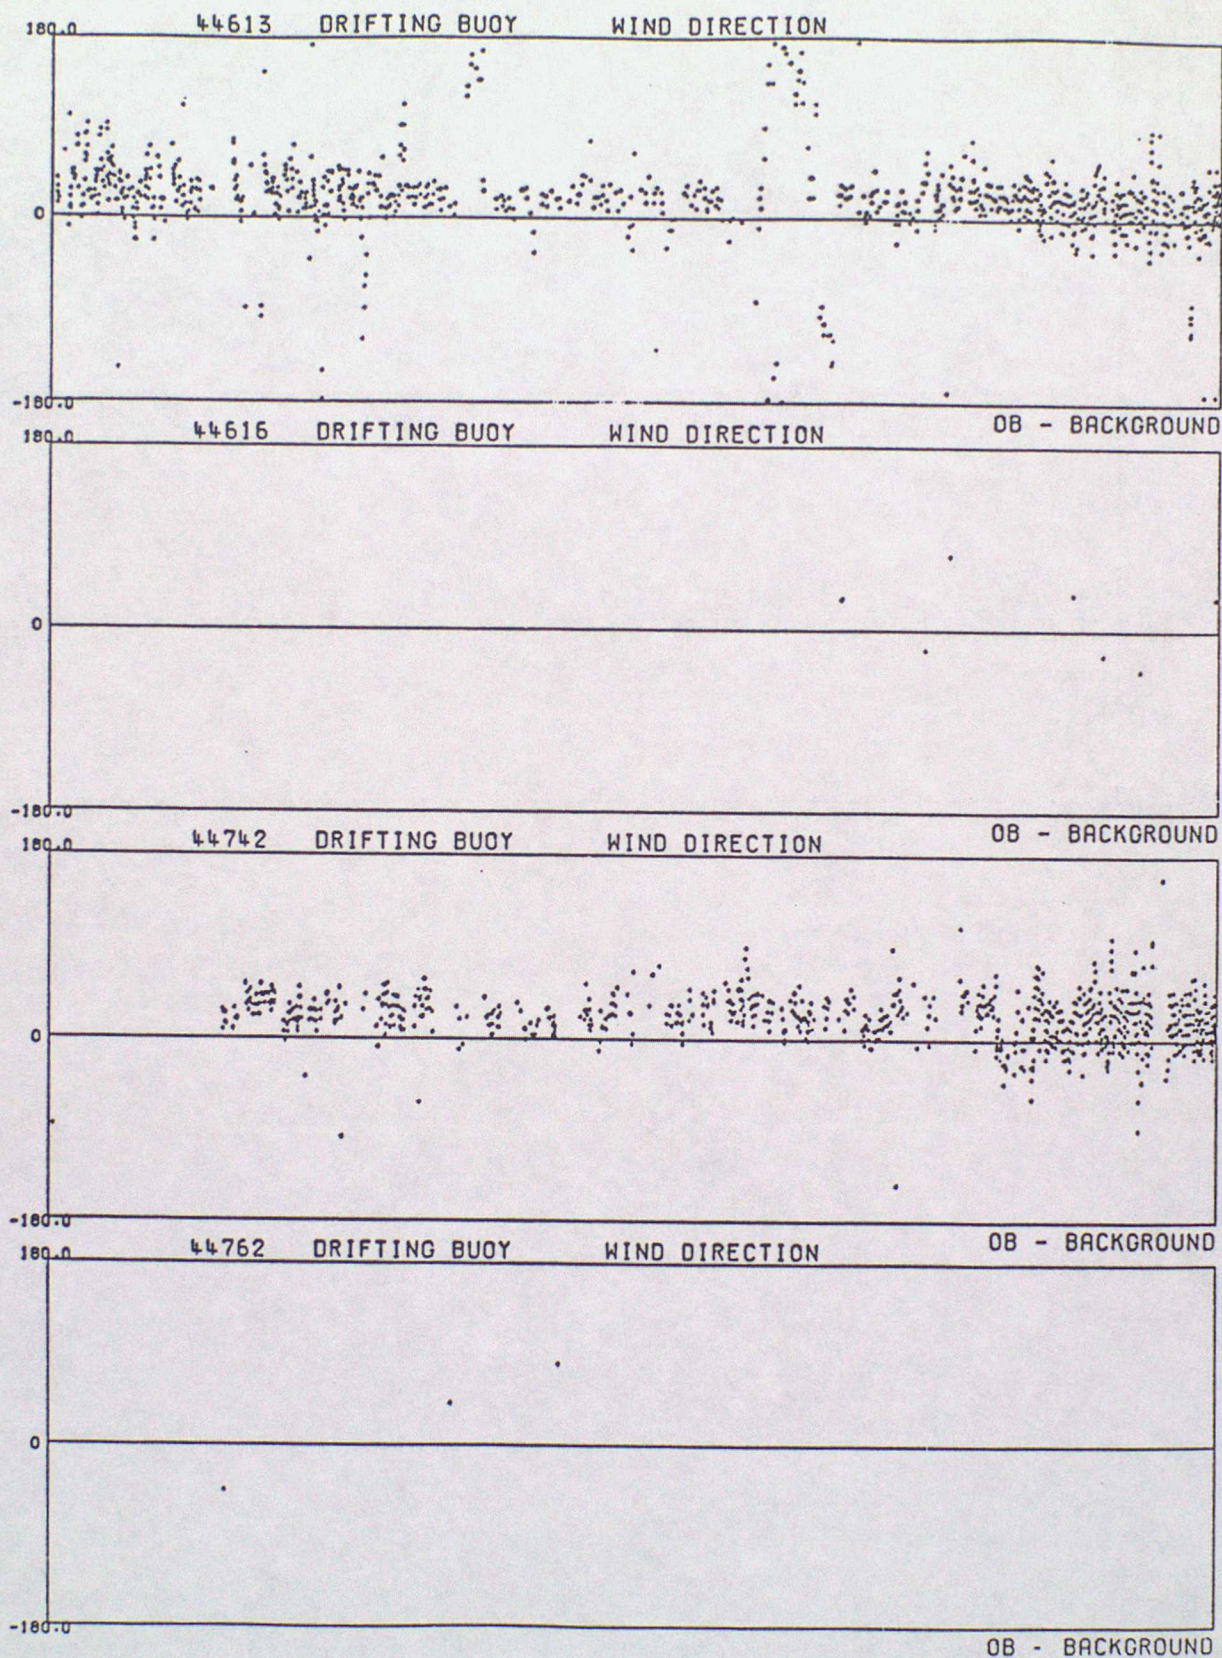 44613 DRIFTING BUOY WIND DIRECTION
180.0
0
-180.0
OB - BACKGROUND
44616 DRIFTING BUOY WIND DIRECTION
180.0
0
-180.0
OB - BACKGROUND
44742 DRIFTING BUOY WIND DIRECTION
180.0
0
-180.0
OB - BACKGROUND
44762 DRIFTING BUOY WIND DIRECTION
180.0
0
-180.0
OB - BACKGROUND